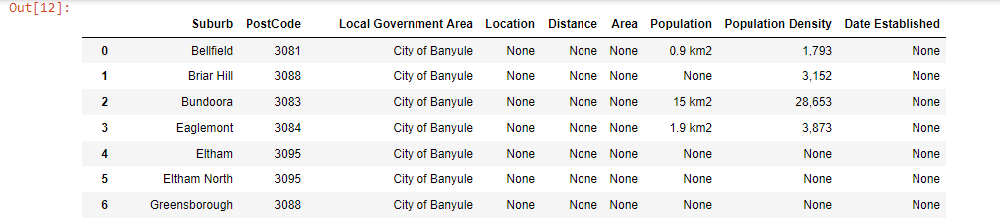 Out[12]:
Suburb PostCode Local Government Area Location Distance Area Population Population Density Date Established
0 Bellfield 3081 City of Banyule None None None 0.9 km2 1,793 None
1 Briar Hill 3088 City of Banyule None None None None 3,152 None
2 Bundoora 3083 City of Banyule None None None 15 km2 28,653 None
3 Eaglemont 3084 City of Banyule None None None 1.9 km2 3,873 None
4 Eltham 3095 City of Banyule None None None None None None
5 Eltham North 3095 City of Banyule None None None None None None
6 Greensborough 3088 City of Banyule None None None None None None